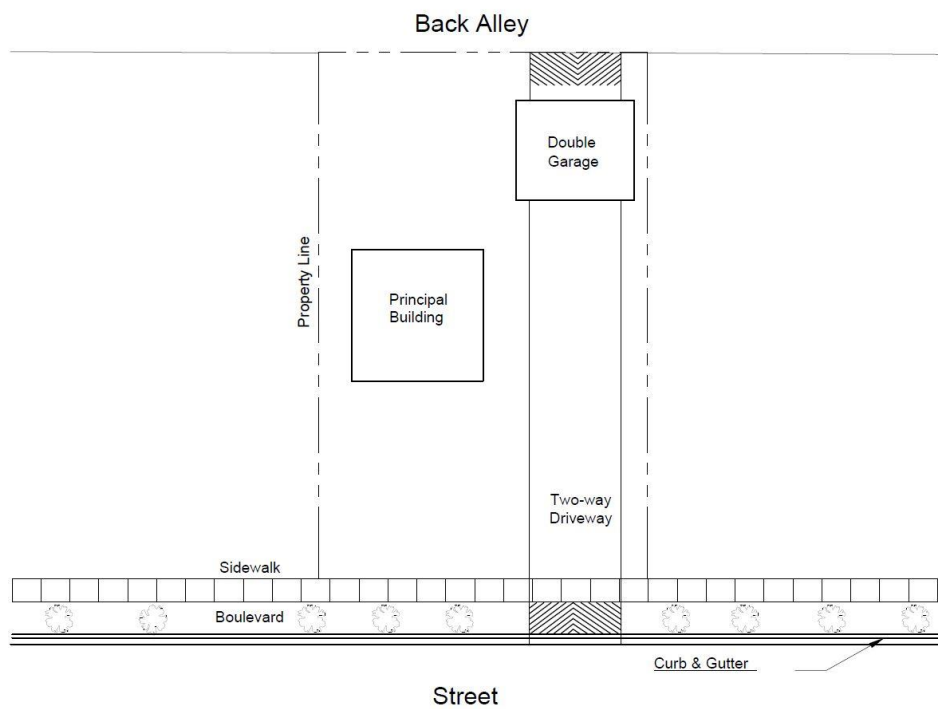 Back Alley
Double
Garage
Property Line
Principal
Building
Two-way
Driveway
Sidewalk
Boulevard
Curb & Gutter
Street